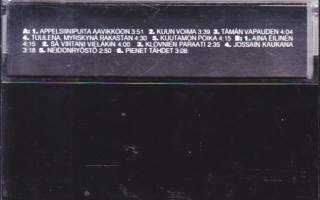 A: 1. APPELSIINIPUITA AAVIKKOON 3:51 2. KUUN VOIMA 3:39 3. TÄMÄN VAPAUDEN 4:04
4. TUULENA, MYRSKYNÄ RAKASTAN 4:30 5. KUUTAMON POIKA 4:15 B: 1. AINA EILINEN
4:15 2. SÄ VIRTANI VIELÄKIN 4:00 3. KLOVNIEN PARAATI 2:35 4. JOSSAIN KAUKANA
3:18 5. NEIDONRYÖSTÖ 2:50 6. PIENET TÄHDET 3:08